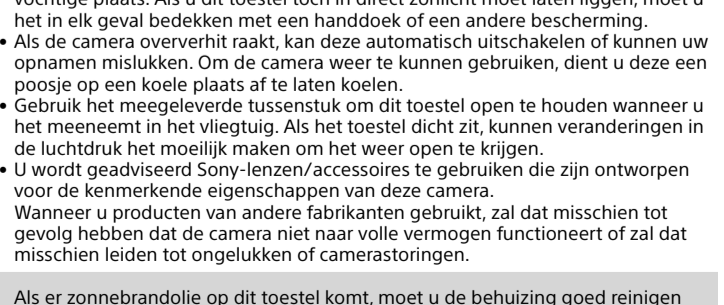 vochtige plaats. Als u dit toestel toch in direct zonlicht moet laten liggen, moet u
het in elk geval bedekken met een handdoek of een andere bescherming.
• Als de camera oververhit raakt, kan deze automatisch uitschakelen of kunnen uw
opnamen mislukken. Om de camera weer te kunnen gebruiken, dient u deze een
poosje op een koele plaats af te laten koelen.
• Gebruik het meegeleverde tussenstuk om dit toestel open te houden wanneer u
het meeneemt in het vliegtuig. Als het toestel dicht zit, kunnen veranderingen in
de luchtdruk het moeilijk maken om het weer open te krijgen.
• U wordt geadviseerd Sony-lenzen/accessoires te gebruiken die zijn ontworpen
voor de kenmerkende eigenschappen van deze camera.
Wanneer u producten van andere fabrikanten gebruikt, zal dat misschien tot
gevolg hebben dat de camera niet naar volle vermogen functioneert of zal dat
misschien leiden tot ongelukken of camerastoringen.
Als er zonnebrandolie op dit toestel komt, moet u de behuizing goed reinigen